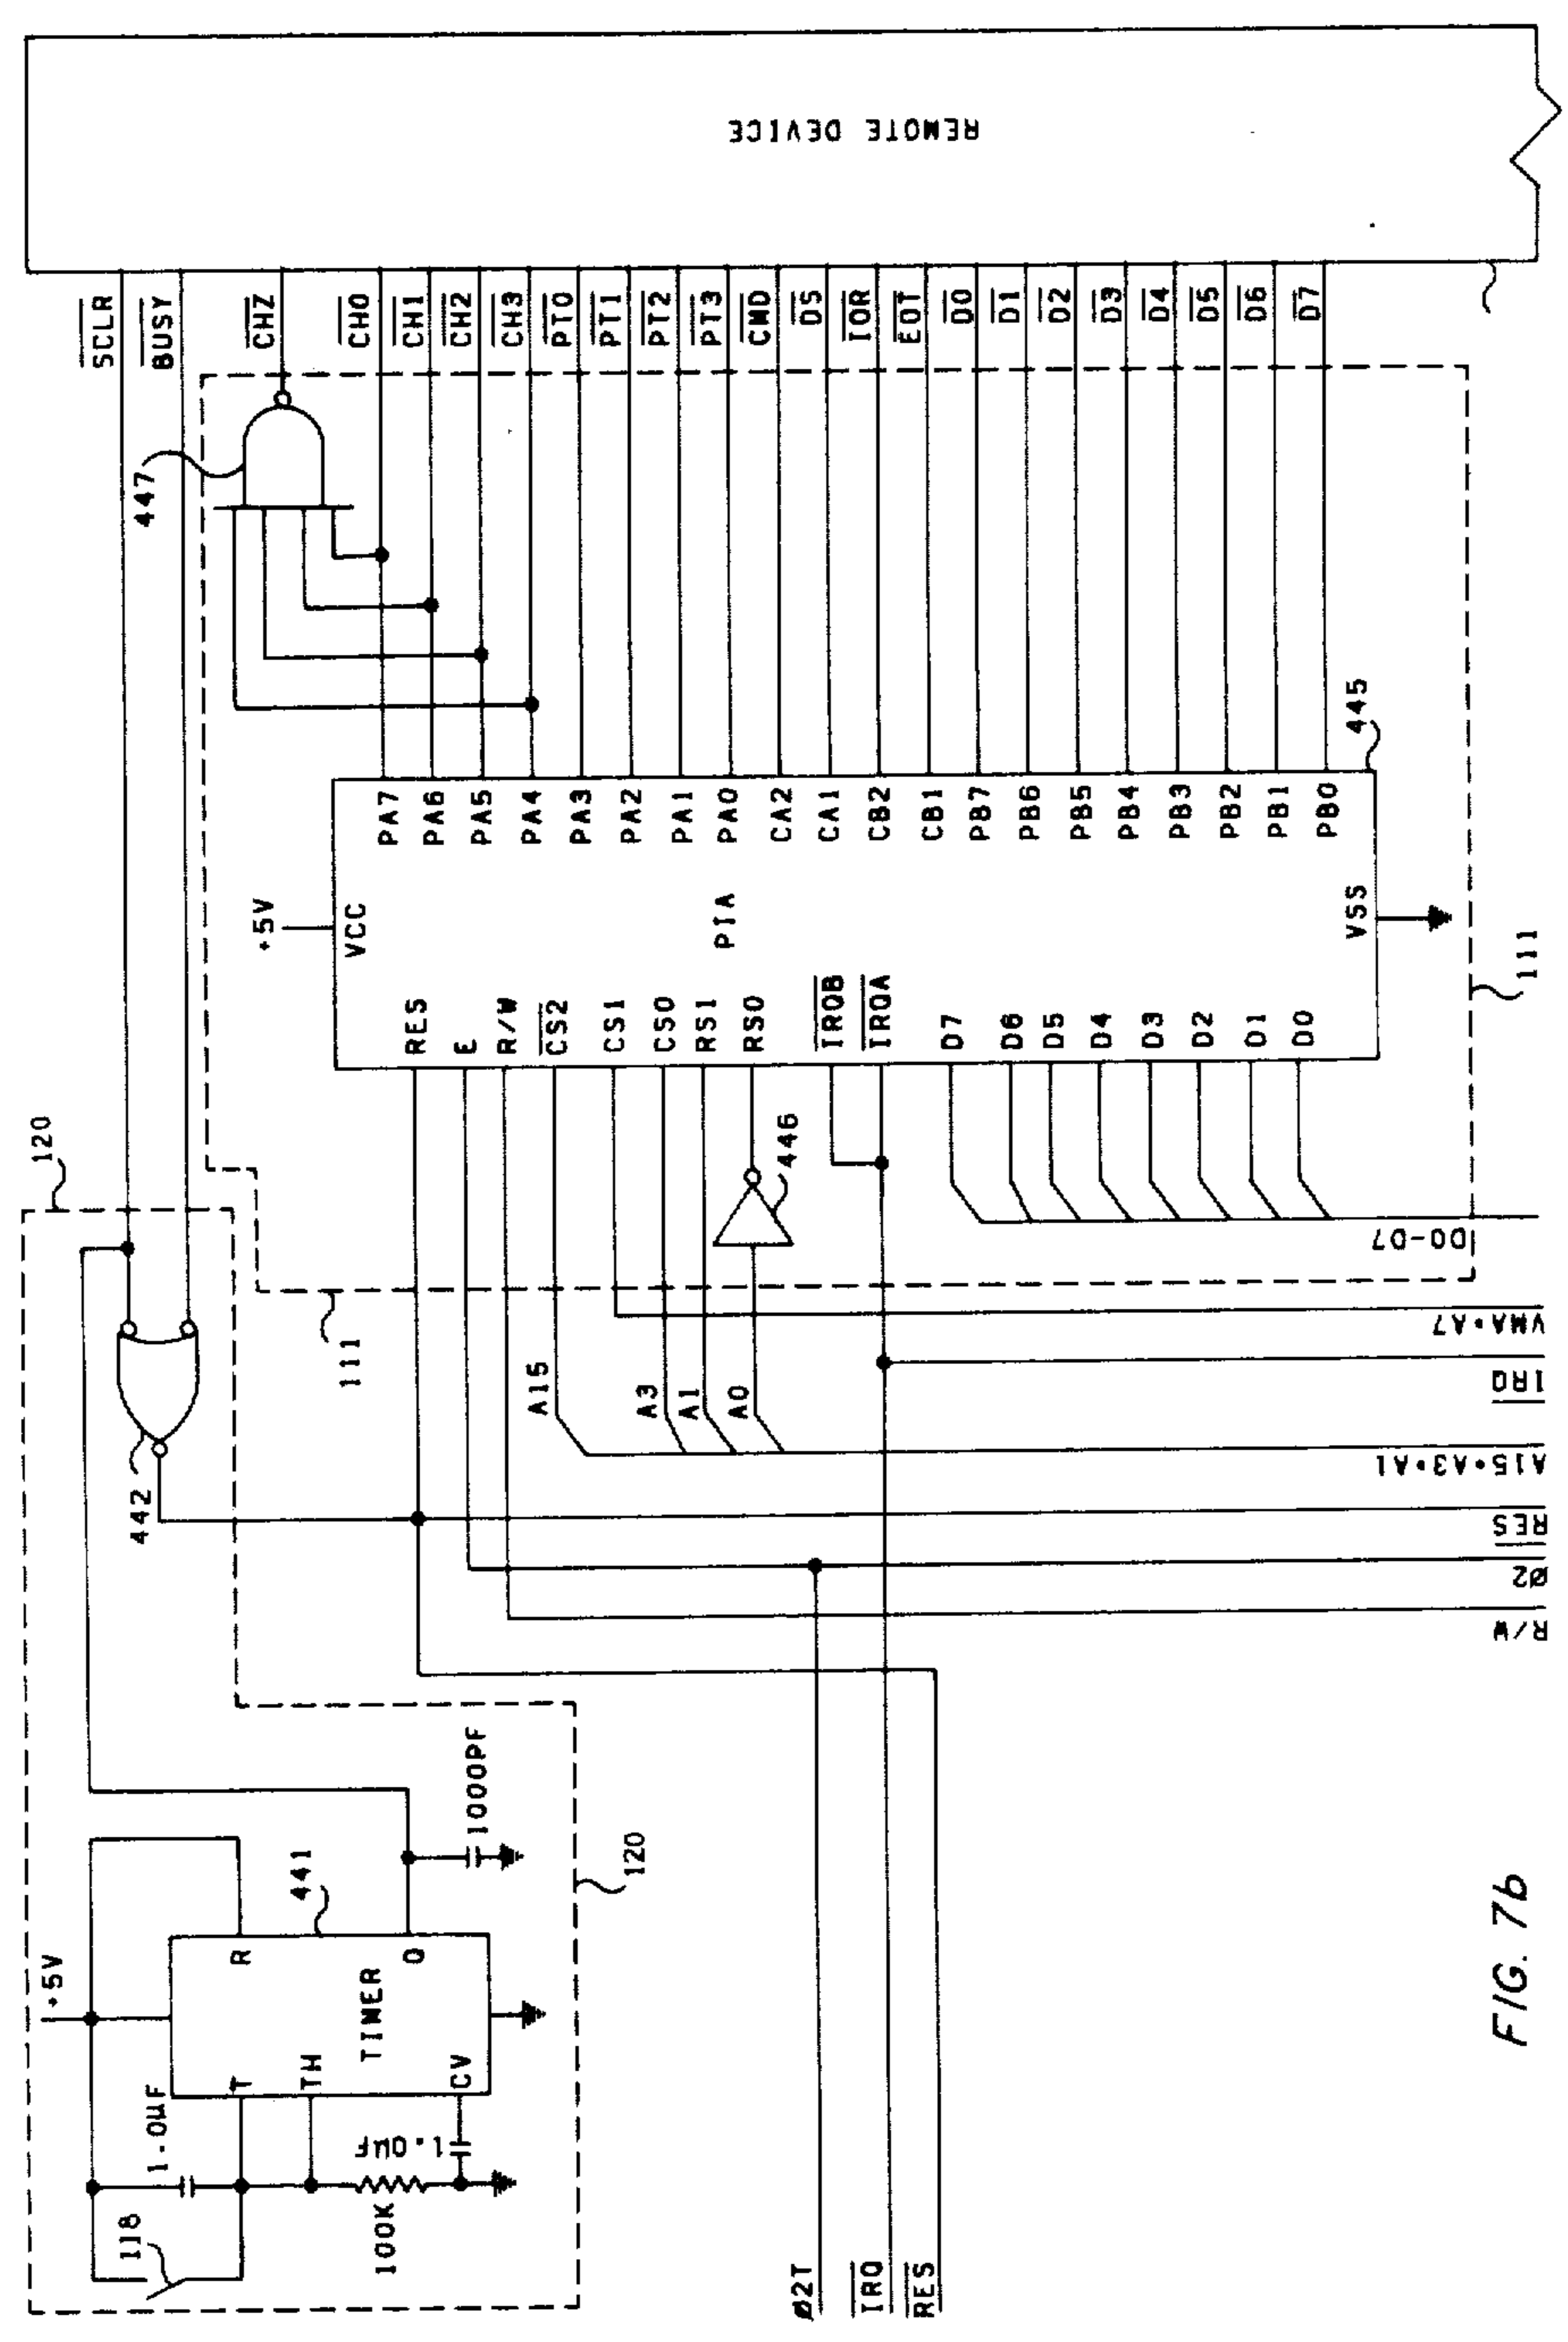 REMOTE DEVICE
SCLR
BUSY
CHZ
CH0
CH1
CH2
CH3
PT0
PT1
PT2
PT3
CMD
DS
IOR
EOT
D0
D1
D2
D3
D4
D5
D6
D7
447
445
+5V
VCC
PIA
VSS
PA7
PA6
PA5
PA4
PA3
PA2
PA1
PA0
CA2
CA1
CB2
CB1
PB7
PB6
PB5
PB4
PB3
PB2
PB1
PB0
RES
E
R/W
CS2
CS1
CS0
RS1
RS0
IRQB
IRQA
D7
D6
D5
D4
D3
D2
D1
D0
111
120
446
D0-D7
111
442
A15
A3
A1
A0
VMA•A7
IRQ
A15•A3•A1
RES
Ø2
R/W
+5V
441
R
TIMER
Q
T
TH
CV
1000PF
120
1.0µF
1.0µF
118
100K
Ø2T
IRQ
RES
FIG. 7b